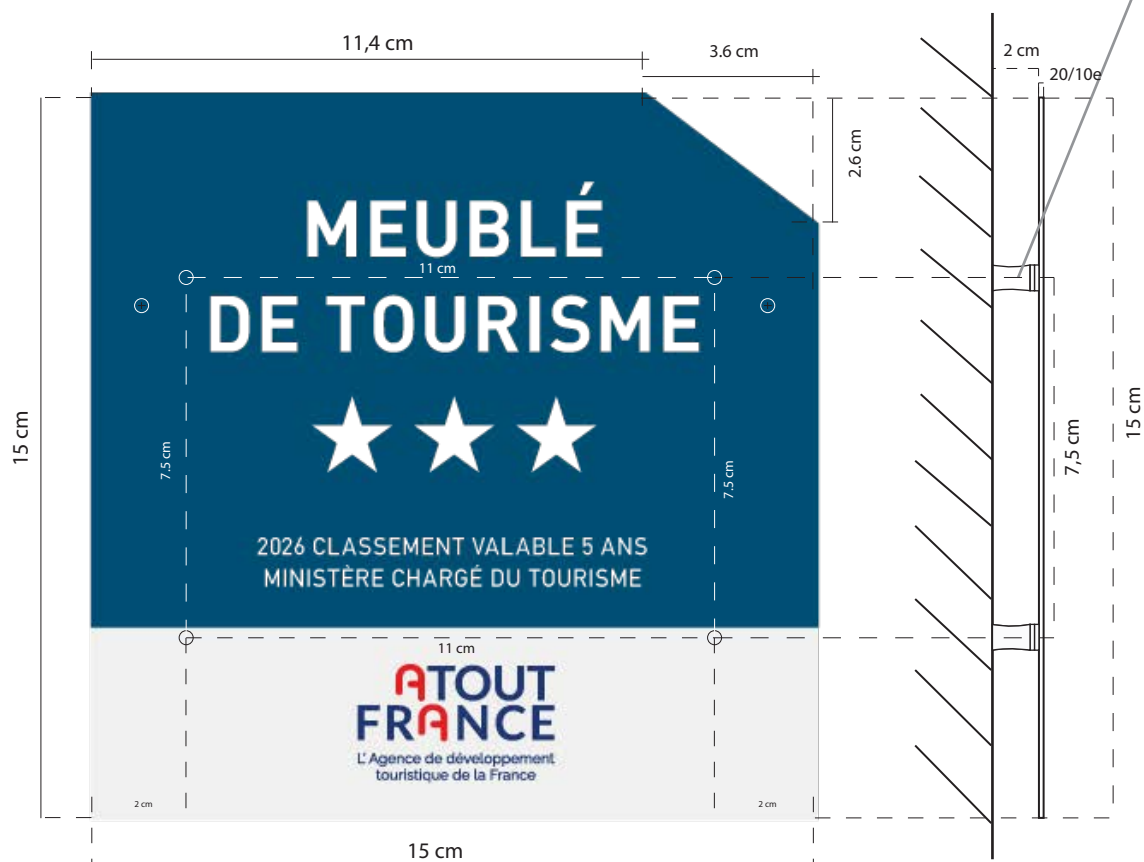 11,4 cm
3.6 cm
2 cm
20/10e
2.6 cm
MEUBLÉ
11 cm
DE TOURISME
15 cm
7.5 cm
7.5 cm
7,5 cm
15 cm
2026 CLASSEMENT VALABLE 5 ANS
MINISTÈRE CHARGÉ DU TOURISME
11 cm
ATOUT
FRANCE
L'Agence de développement
touristique de la France
2 cm
2 cm
15 cm